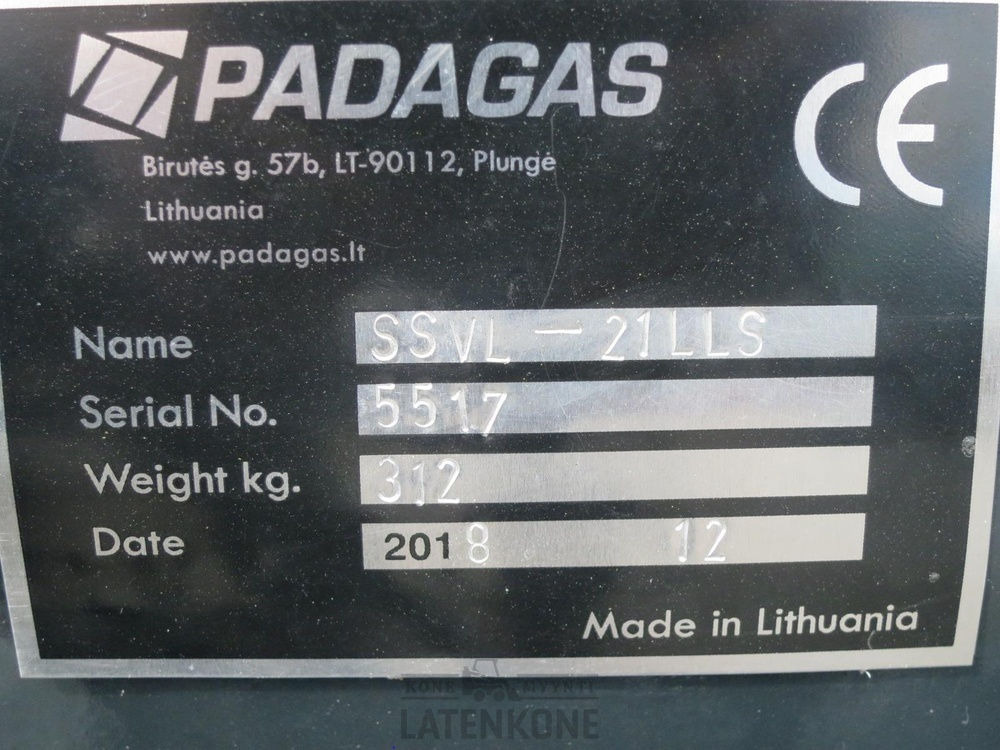 PADAGAS
CE
Birutės g. 57b, LT-90112, Plungė
Lithuania
www.padagas.lt
Name SSVL-21LLS
Serial No. 5517
Weight kg. 312
Date 2018 12
Made in Lithuania
KONEMYYNTI
LATENKONE